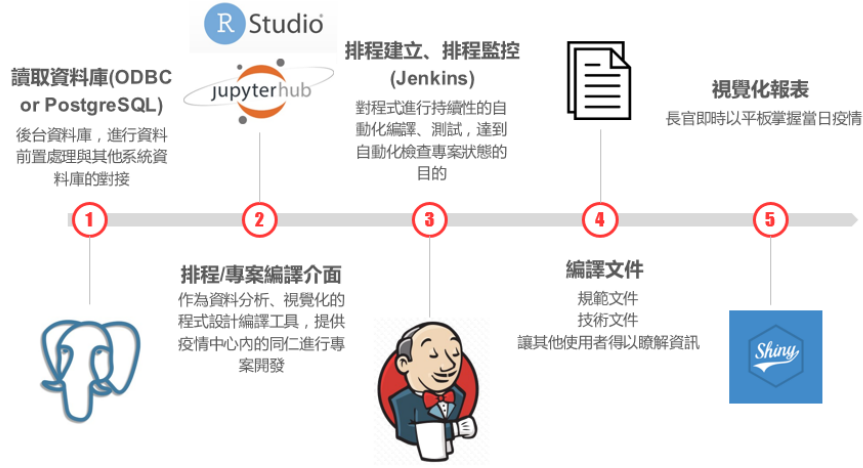 讀取資料庫(ODBC
or PostgreSQL)
後台資料庫，進行資料
前置處理與其他系統資
料庫的對接
1
R Studio®
jupyterhub
2
排程/專案編譯介面
作為資料分析、視覺化的
程式設計編譯工具，提供
疫情中心內的同仁進行專
案開發
排程建立、排程監控
(Jenkins)
對程式進行持續性的自
動化編譯、測試，達到
自動化檢查專案狀態的
目的
3
4
編譯文件
規範文件
技術文件
讓其他使用者得以瞭解資訊
視覺化報表
長官即時以平板掌握當日疫情
5
Shiny